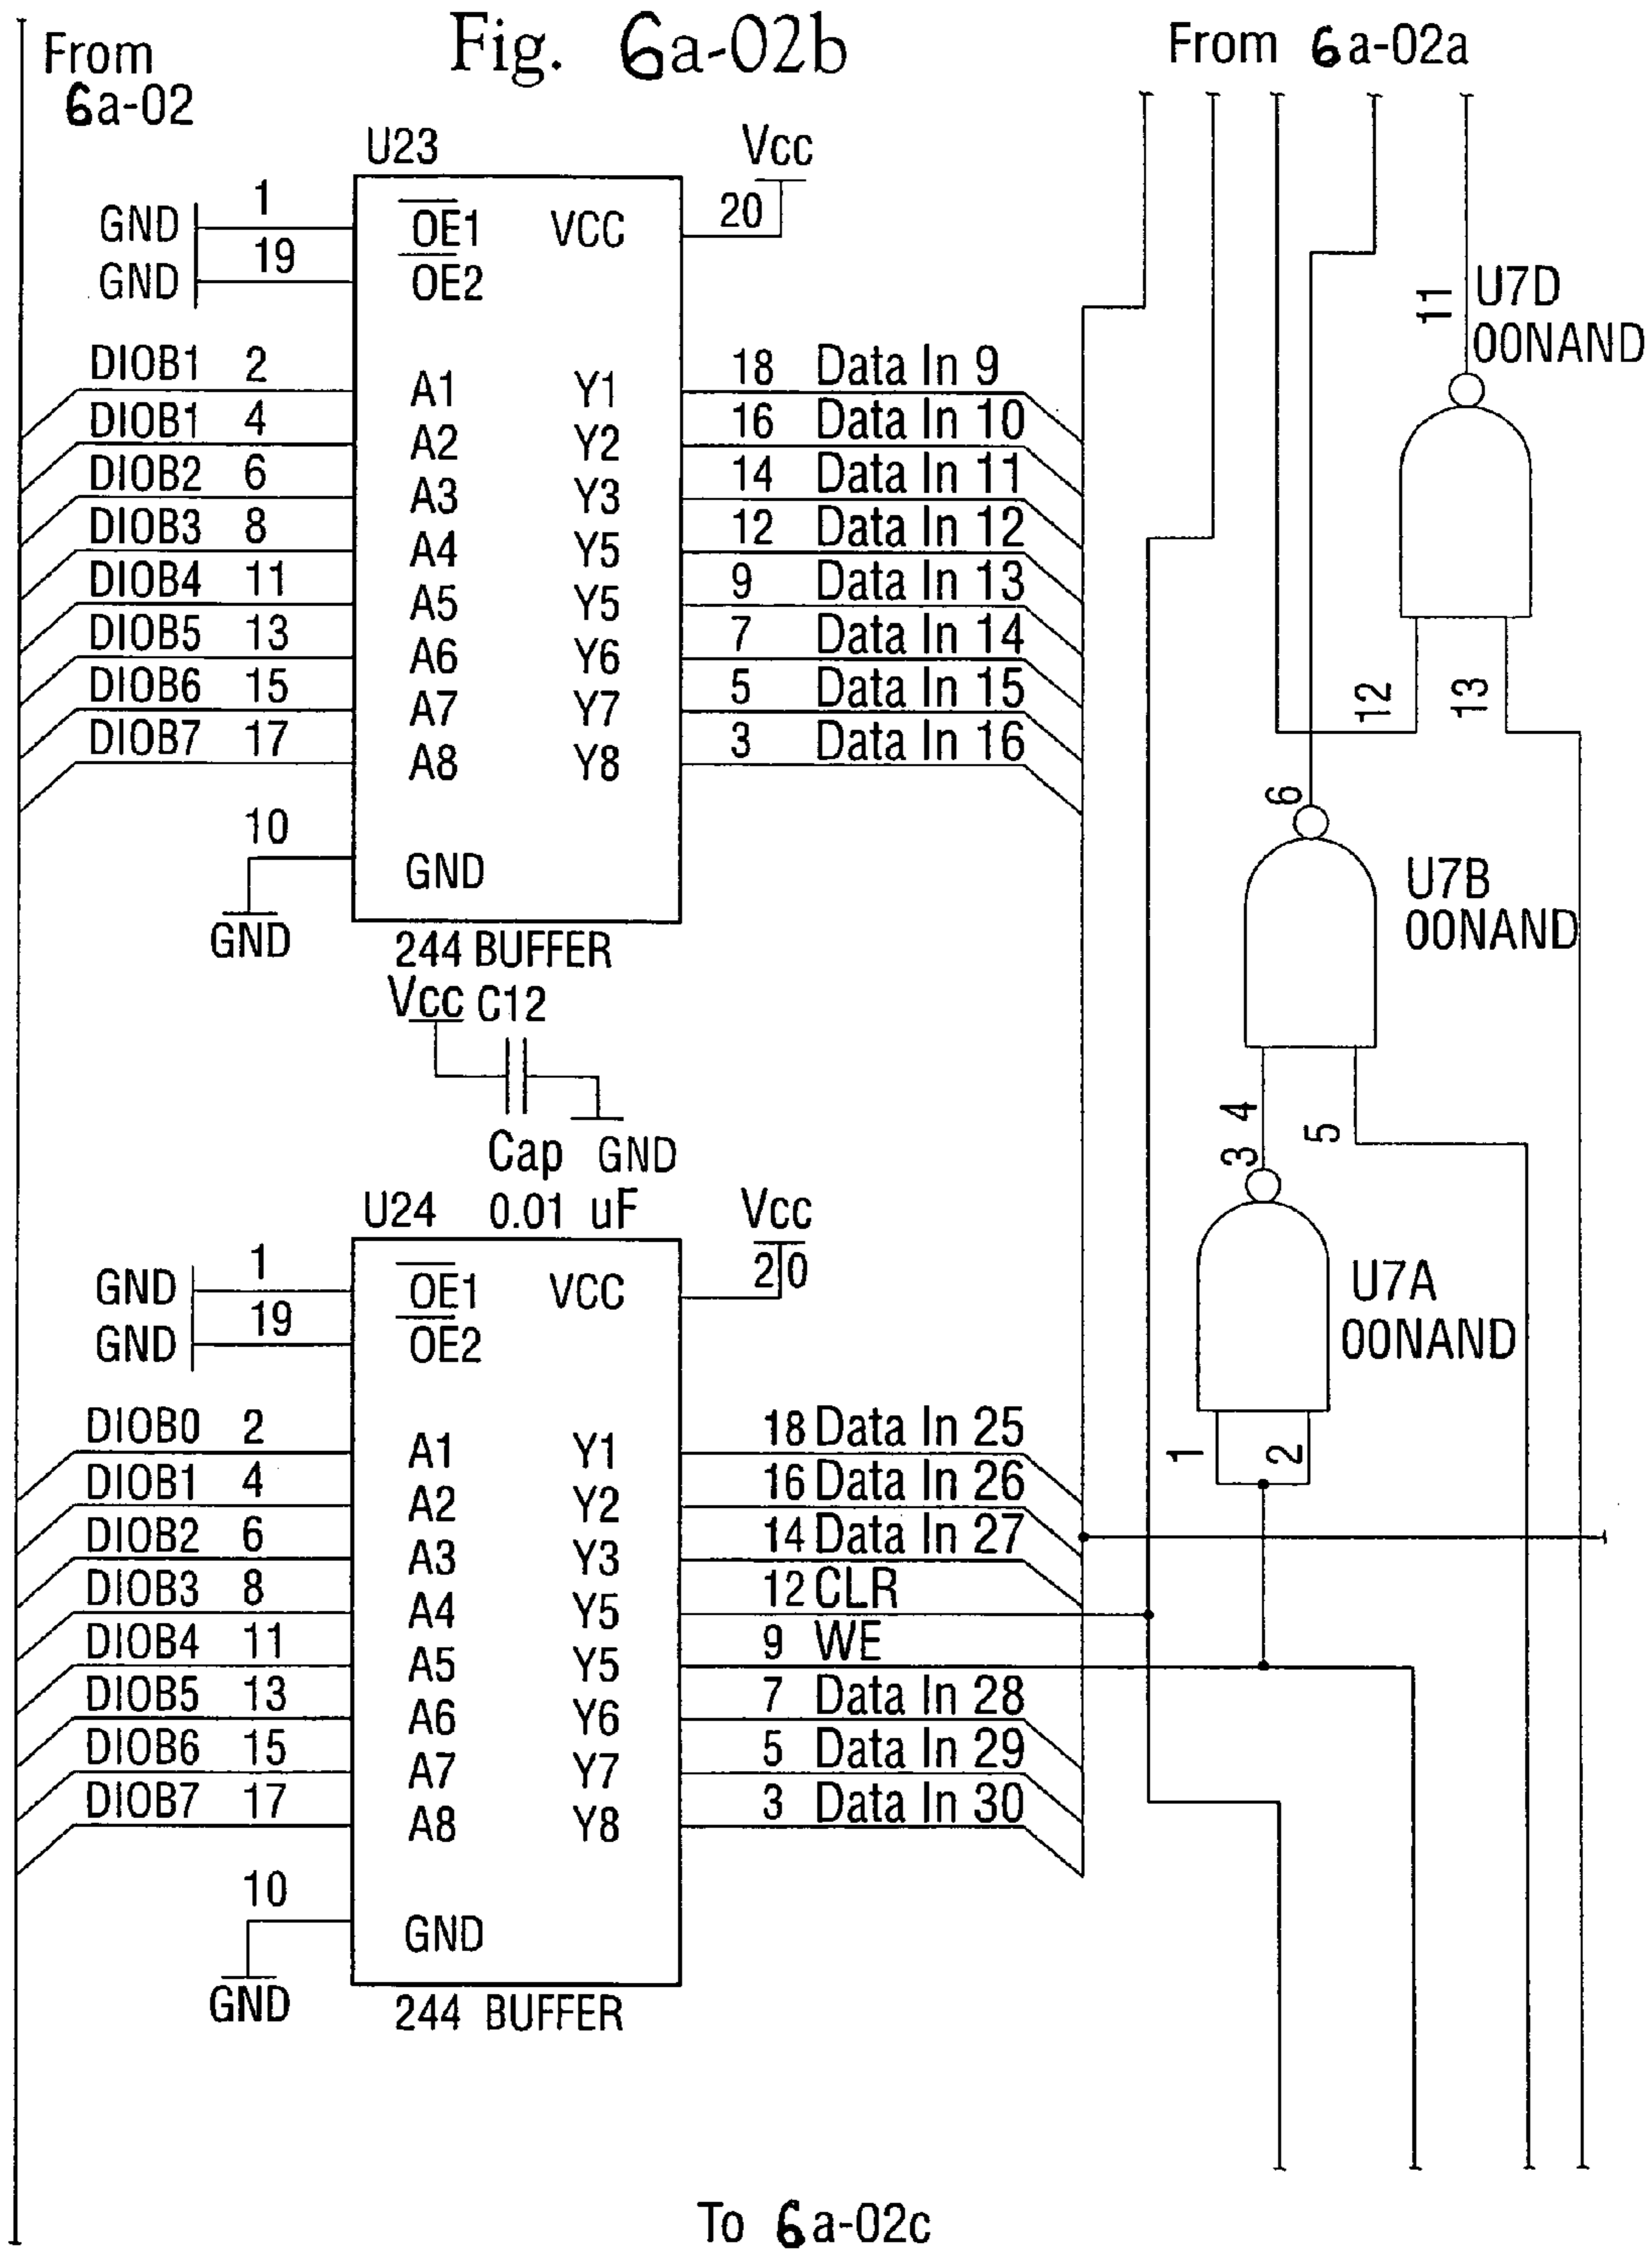 Fig. 6a-02b
From
6a-02
From 6a-02a
U23
Vcc
GND 1 OE1 VCC 20
GND 19 OE2
DIOB1 2 A1 Y1 18 Data In 9
DIOB1 4 A2 Y2 16 Data In 10
DIOB2 6 A3 Y3 14 Data In 11
DIOB3 8 A4 Y5 12 Data In 12
DIOB4 11 A5 Y5 9 Data In 13
DIOB5 13 A6 Y6 7 Data In 14
DIOB6 15 A7 Y7 5 Data In 15
DIOB7 17 A8 Y8 3 Data In 16
10 GND
GND
244 BUFFER
Vcc C12
Cap GND
0.01 uF
U24
Vcc
GND 1 OE1 VCC 20
GND 19 OE2
DIOB0 2 A1 Y1 18 Data In 25
DIOB1 4 A2 Y2 16 Data In 26
DIOB2 6 A3 Y3 14 Data In 27
DIOB3 8 A4 Y5 12 CLR
DIOB4 11 A5 Y5 9 WE
DIOB5 13 A6 Y6 7 Data In 28
DIOB6 15 A7 Y7 5 Data In 29
DIOB7 17 A8 Y8 3 Data In 30
10 GND
GND
244 BUFFER
11 U7D
00NAND
12 13
6
U7B
00NAND
4 5
3
U7A
00NAND
1 2
To 6a-02c